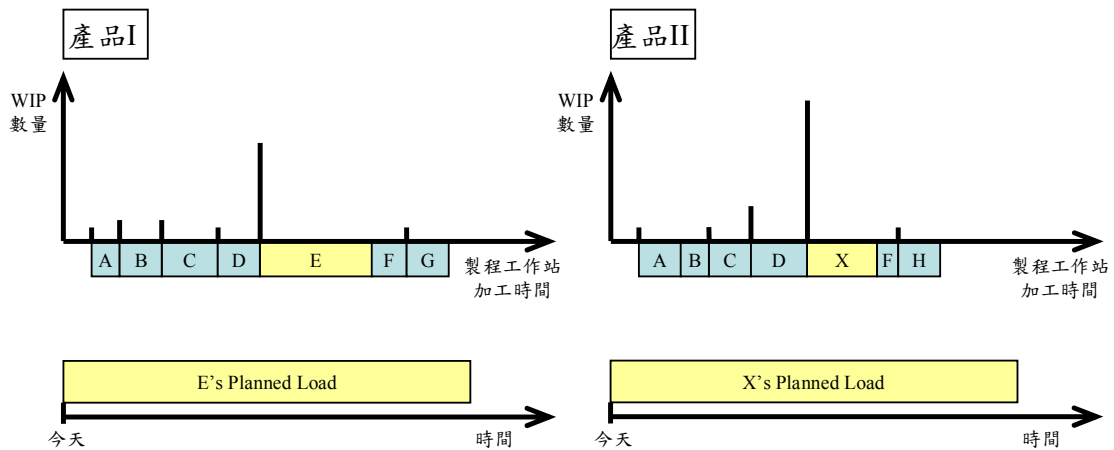 產品I
WIP
數量
A B C D E F G
製程工作站
加工時間
E's Planned Load
今天
時間
產品II
WIP
數量
A B C D X F H
製程工作站
加工時間
X’s Planned Load
今天
時間